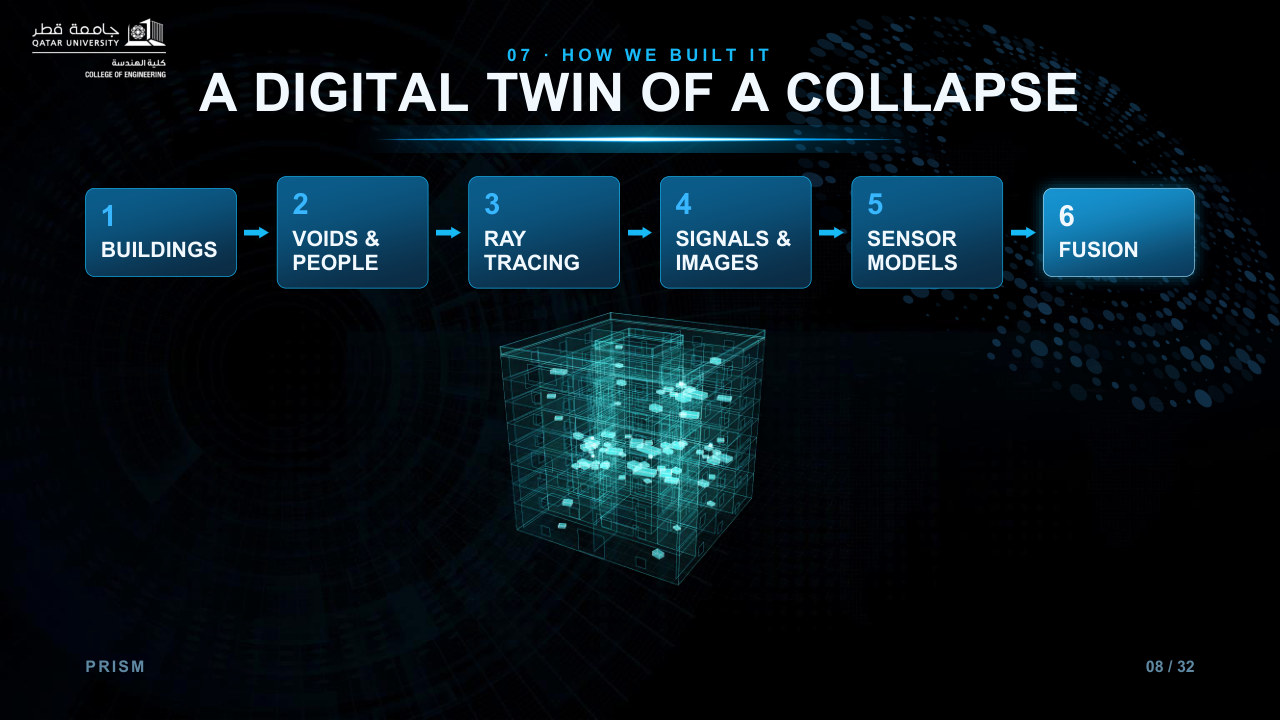 جامعة قطر
QATAR UNIVERSITY
كلية الهندسة
COLLEGE OF ENGINEERING
07 · HOW WE BUILT IT
A DIGITAL TWIN OF A COLLAPSE
1
BUILDINGS
2
VOIDS &
PEOPLE
3
RAY
TRACING
4
SIGNALS &
IMAGES
5
SENSOR
MODELS
6
FUSION
PRISM
08 / 32